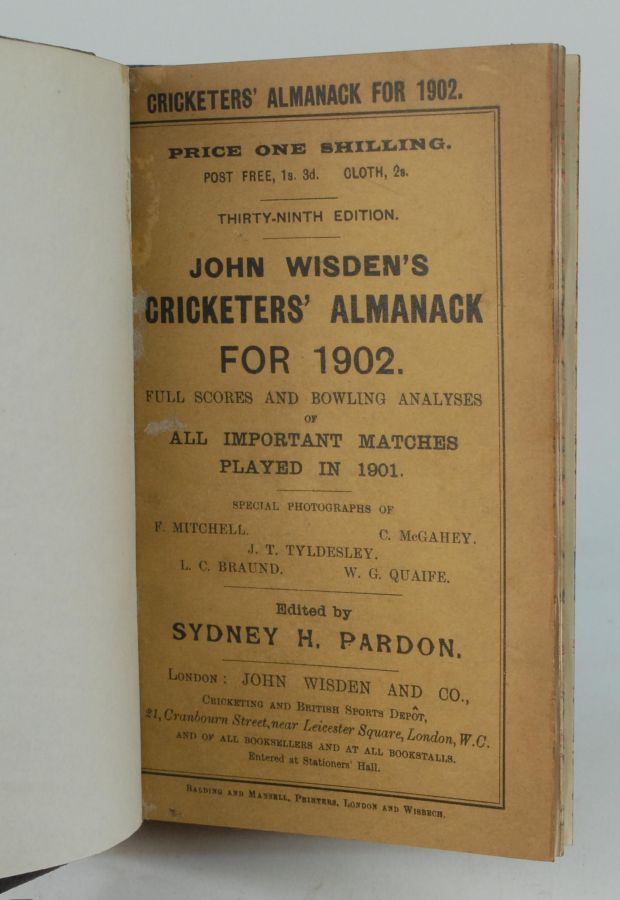 CRICKETERS' ALMANACK FOR 1902.
PRICE ONE SHILLING.
POST FREE, 1s. 3d. CLOTH, 2s.
THIRTY-NINTH EDITION.
JOHN WISDEN'S
CRICKETERS' ALMANACK
FOR 1902.
FULL SCORES AND BOWLING ANALYSES
OF
ALL IMPORTANT MATCHES
PLAYED IN 1901.
SPECIAL PHOTOGRAPHS OF
F. MITCHELL. C. McGAHEY.
J. T. TYLDESLEY.
L. C. BRAUND. W. G. QUAIFE.
Edited by
SYDNEY H. PARDON.
LONDON: JOHN WISDEN AND CO.,
CRICKETING AND BRITISH SPORTS DEPÔT,
21, Cranbourn Street, near Leicester Square, London, W.C.
AND OF ALL BOOKSELLERS AND AT ALL BOOKSTALLS.
Entered at Stationers' Hall.
BALDING AND MANSELL, PRINTERS, LONDON AND WISBECH.